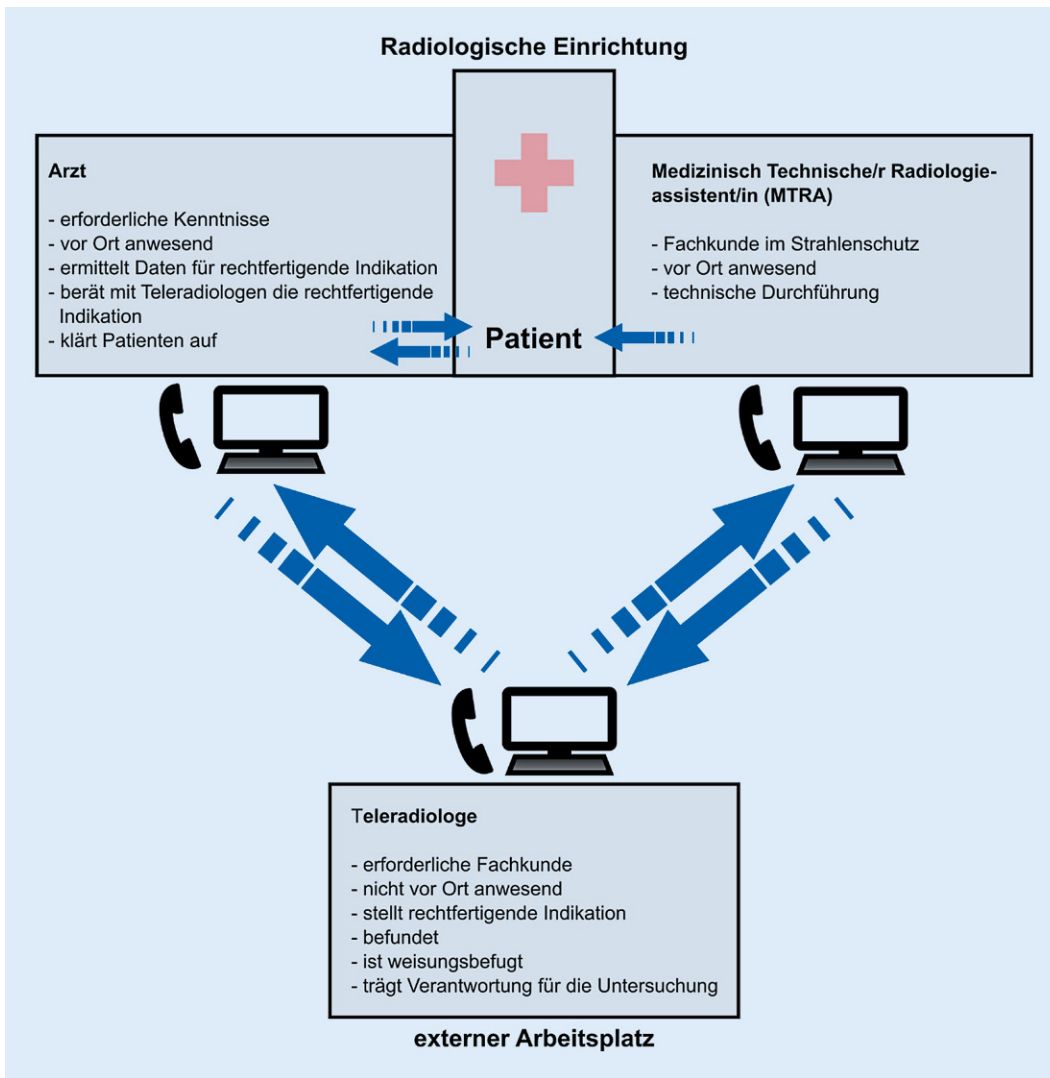 Radiologische Einrichtung
Arzt
- erforderliche Kenntnisse
- vor Ort anwesend
- ermittelt Daten für rechtfertigende Indikation
- berät mit Teleradiologen die rechtfertigende
Indikation
- klärt Patienten auf
Patient
Medizinisch Technische/r Radiologie-
assistent/in (MTRA)
- Fachkunde im Strahlenschutz
- vor Ort anwesend
- technische Durchführung
Teleradiologe
- erforderliche Fachkunde
- nicht vor Ort anwesend
- stellt rechtfertigende Indikation
- befundet
- ist weisungsbefugt
- trägt Verantwortung für die Untersuchung
externer Arbeitsplatz